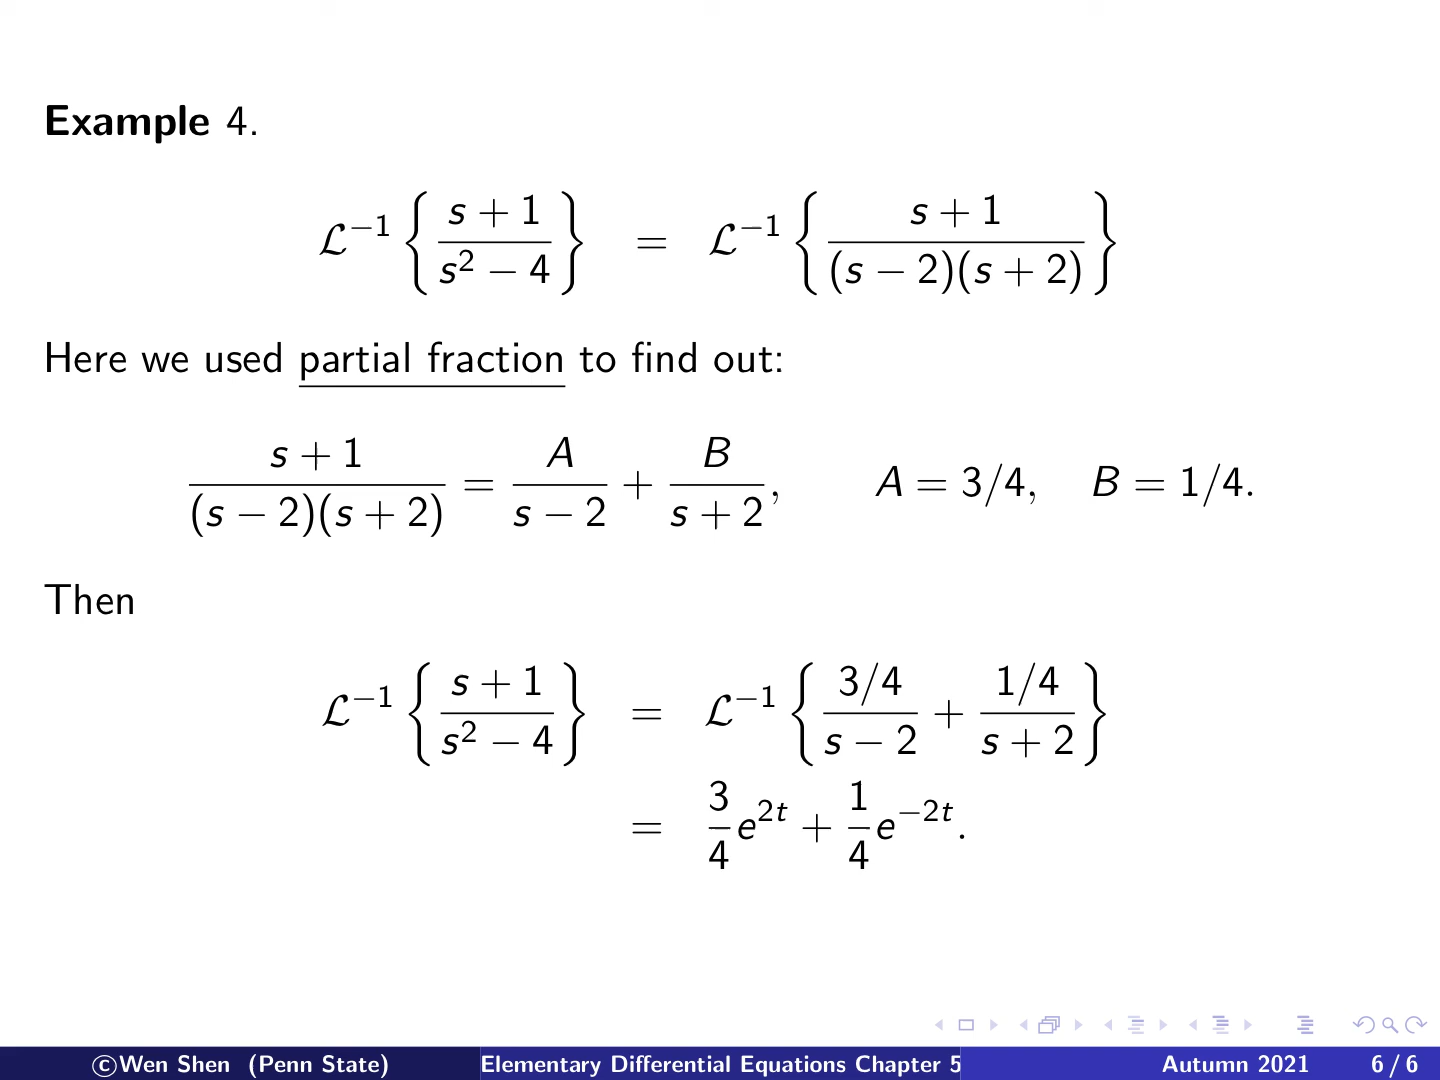 Example 4.
ℒ⁻¹ { (s + 1)/(s² − 4) } = ℒ⁻¹ { (s + 1)/((s − 2)(s + 2)) }
Here we used partial fraction to find out:
(s + 1)/((s − 2)(s + 2)) = A/(s − 2) + B/(s + 2), A = 3/4, B = 1/4.
Then
ℒ⁻¹ { (s + 1)/(s² − 4) } = ℒ⁻¹ { (3/4)/(s − 2) + (1/4)/(s + 2) }
= 3/4 e^{2t} + 1/4 e^{−2t}.
©Wen Shen (Penn State) Elementary Differential Equations Chapter 5 Autumn 2021 6 / 6